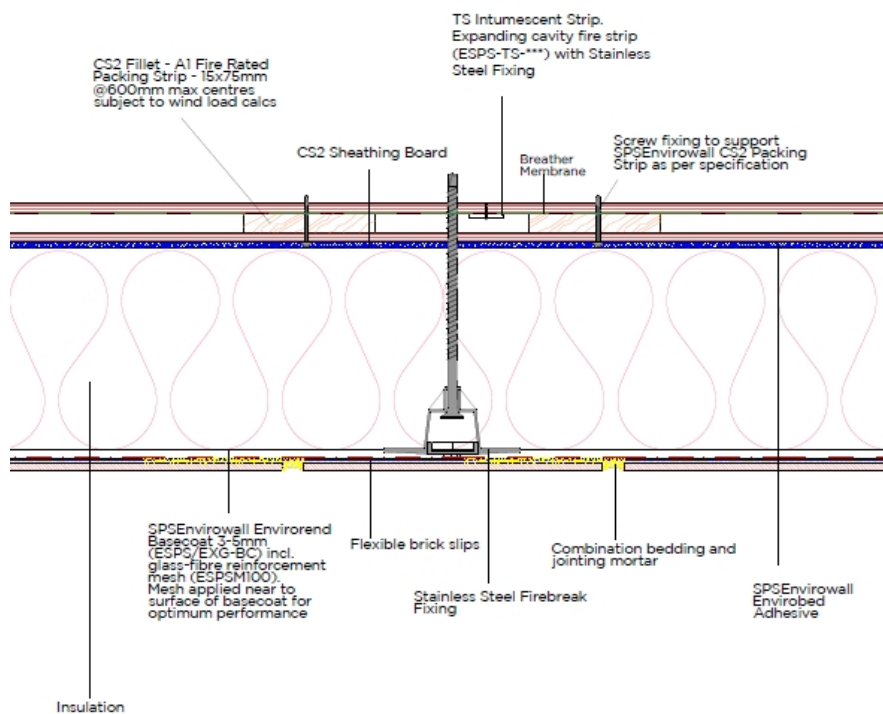 TS Intumescent Strip.
Expanding cavity fire strip
(ESPS-TS-***) with Stainless
Steel Fixing
CS2 Fillet - A1 Fire Rated
Packing Strip - 15x75mm
@600mm max centres
subject to wind load calcs
CS2 Sheathing Board
Breather
Membrane
Screw fixing to support
SPSEnvirowall CS2 Packing
Strip as per specification
SPSEnvirowall Envirorend
Basecoat 3-5mm
(ESPS/EXG-BC) incl.
glass-fibre reinforcement
mesh (ESPSM100).
Mesh applied near to
surface of basecoat for
optimum performance
Flexible brick slips
Stainless Steel Firebreak
Fixing
Combination bedding and
jointing mortar
SPSEnvirowall
Envirobed
Adhesive
Insulation